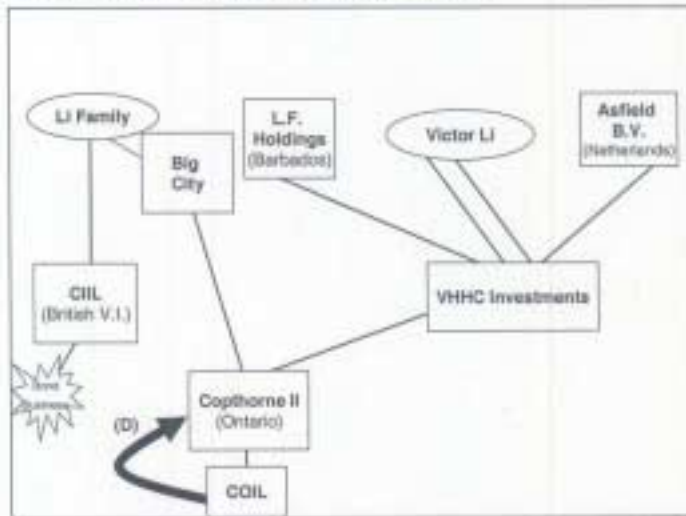 Li Family
L.F.
Holdings
(Barbados)
Victor Li
Asfield
B.V.
(Netherlands)
Big
City
CIIL
(British V.I.)
VHHC Investments
Copthorne II
(Ontario)
(D)
COIL